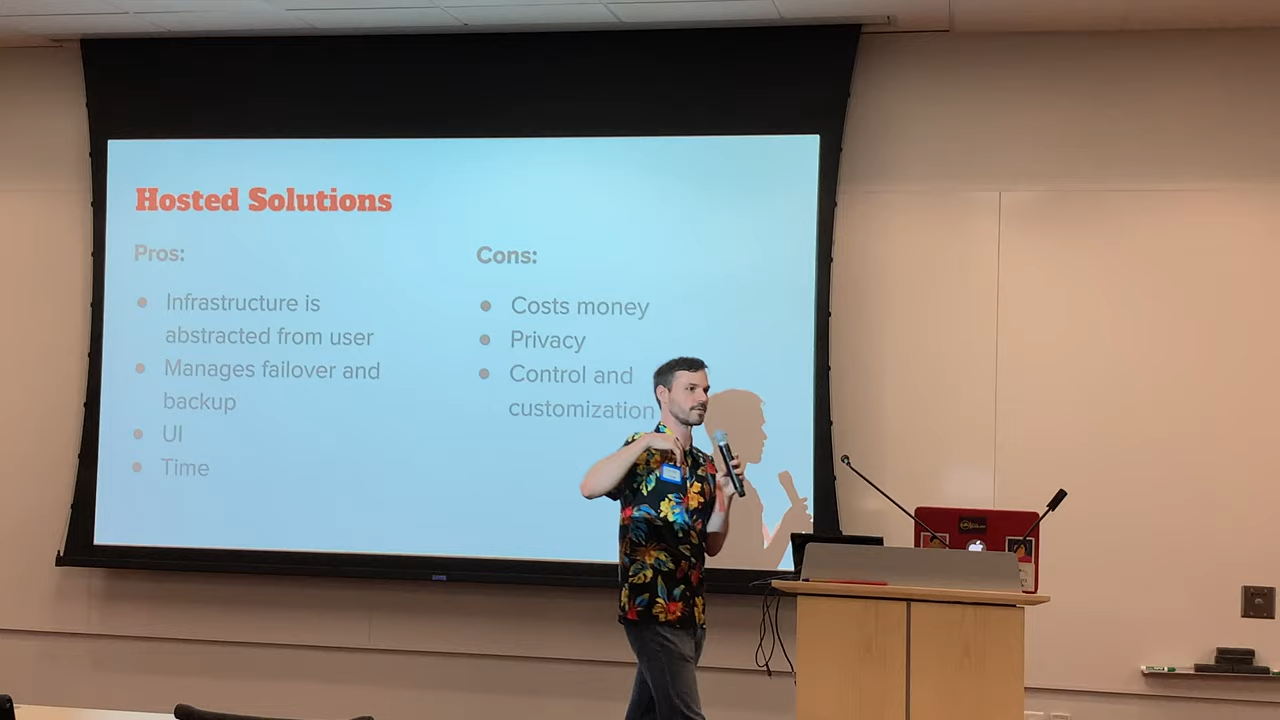 Hosted Solutions
Pros:
Infrastructure is
abstracted from user
Manages failover and
backup
UI
Time
Cons:
Costs money
Privacy
Control and
customization